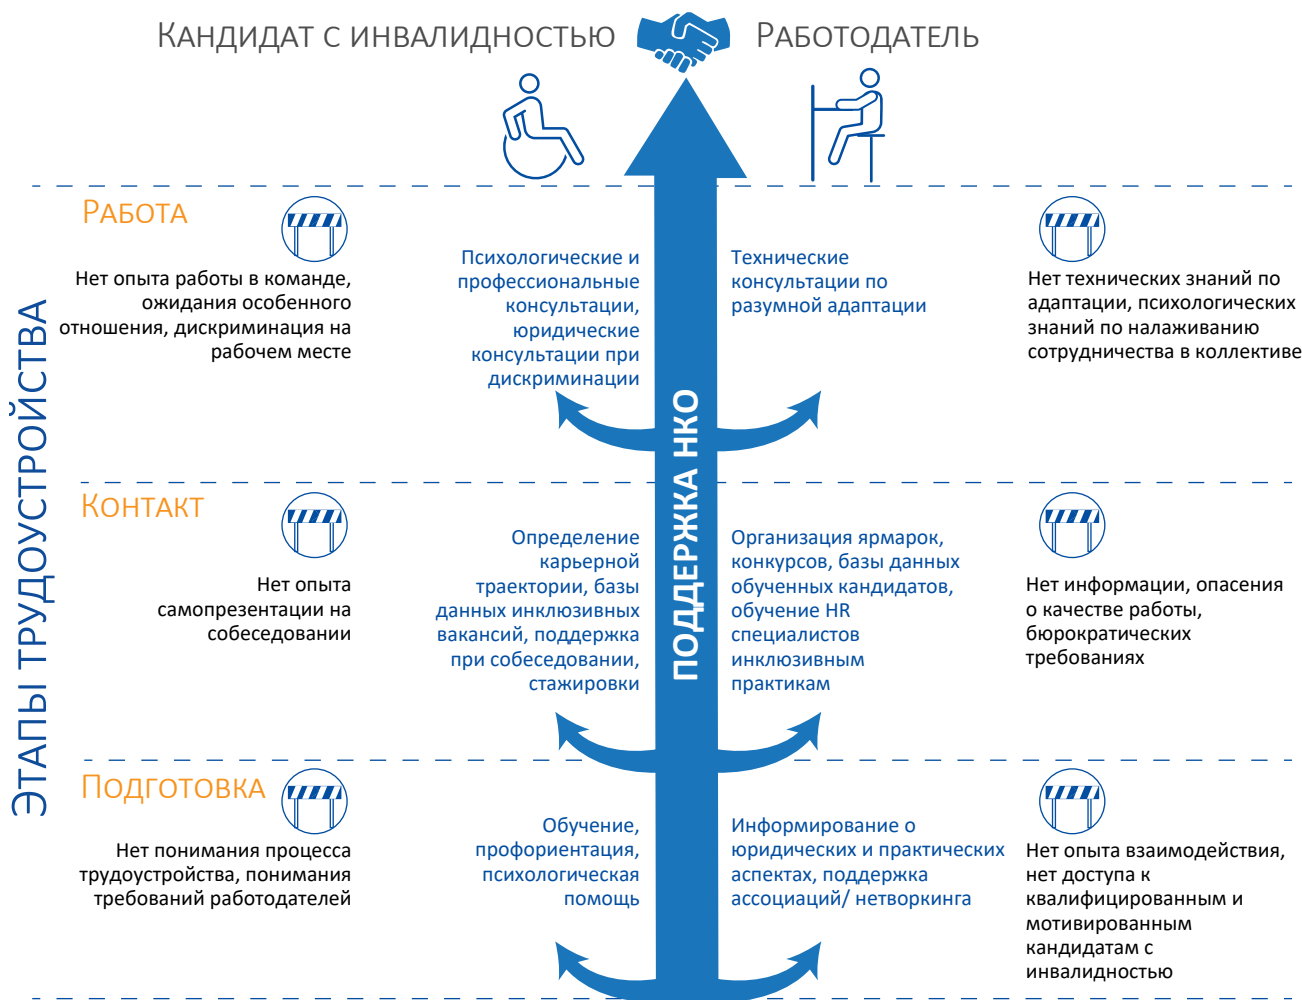 Кандидат с инвалидностью
Работодатель
Этапы трудоустройства
Поддержка НКО
Работа
Нет опыта работы в команде,
ожидания особенного
отношения, дискриминация на
рабочем месте
Психологические и
профессиональные
консультации,
юридические
консультации при
дискриминации
Технические
консультации по
разумной адаптации
Нет технических знаний по
адаптации, психологических
знаний по налаживанию
сотрудничества в коллективе
Контакт
Нет опыта
самопрезентации на
собеседовании
Определение
карьерной
траектории, базы
данных инклюзивных
вакансий, поддержка
при собеседовании,
стажировки
Организация ярмарок,
конкурсов, базы данных
обученных кандидатов,
обучение HR
специалистов
инклюзивным
практикам
Нет информации, опасения
о качестве работы,
бюрократических
требованиях
Подготовка
Нет понимания процесса
трудоустройства, понимания
требований работодателей
Обучение,
профориентация,
психологическая
помощь
Информирование о
юридических и практических
аспектах, поддержка
ассоциаций/ нетворкинга
Нет опыта взаимодействия,
нет доступа к
квалифицированным и
мотивированным
кандидатам с
инвалидностью